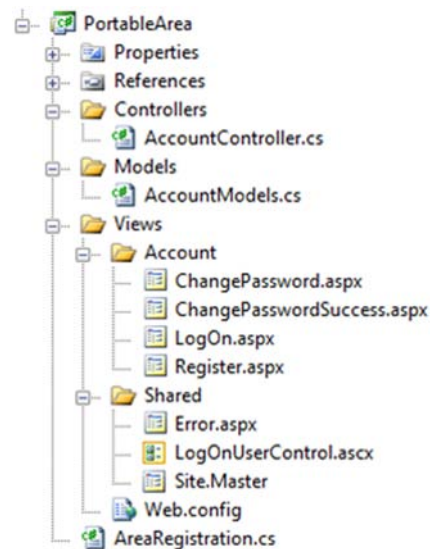 PortableArea
Properties
References
Controllers
AccountController.cs
Models
AccountModels.cs
Views
Account
ChangePassword.aspx
ChangePasswordSuccess.aspx
LogOn.aspx
Register.aspx
Shared
Error.aspx
LogOnUserControl.ascx
Site.Master
Web.config
AreaRegistration.cs